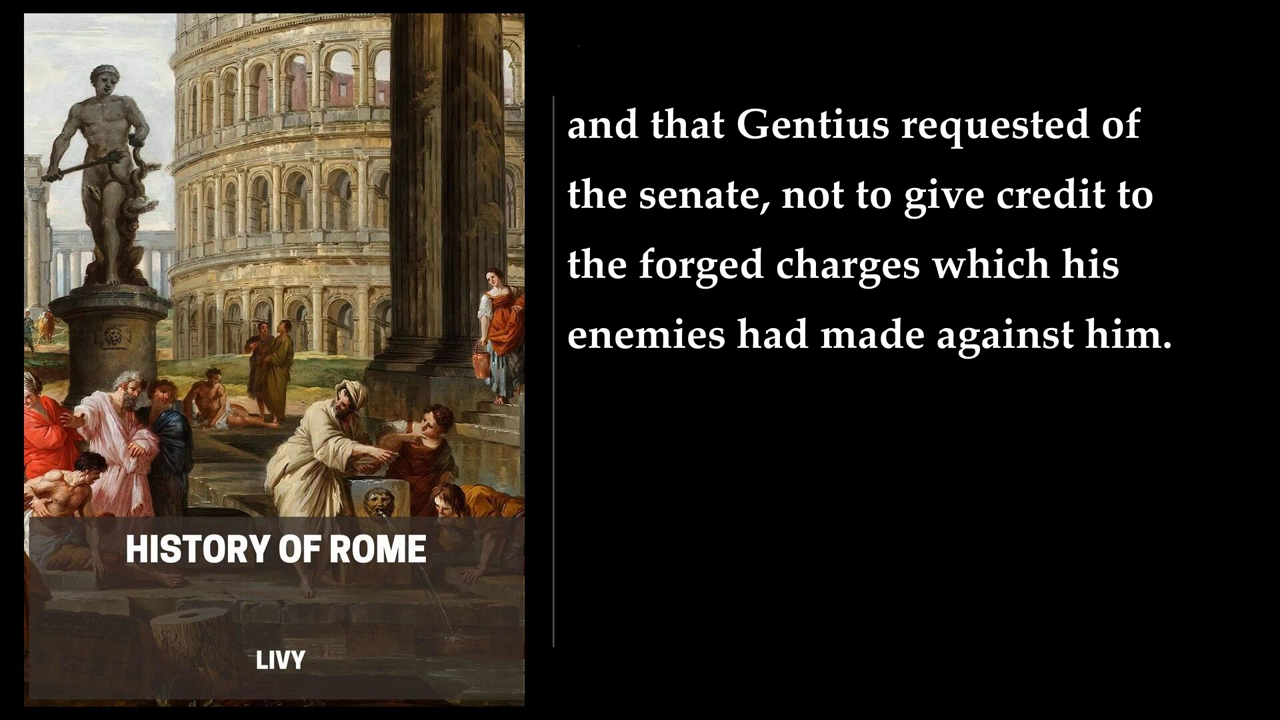 and that Gentius requested of
the senate, not to give credit to
the forged charges which his
enemies had made against him.
HISTORY OF ROME
LIVY